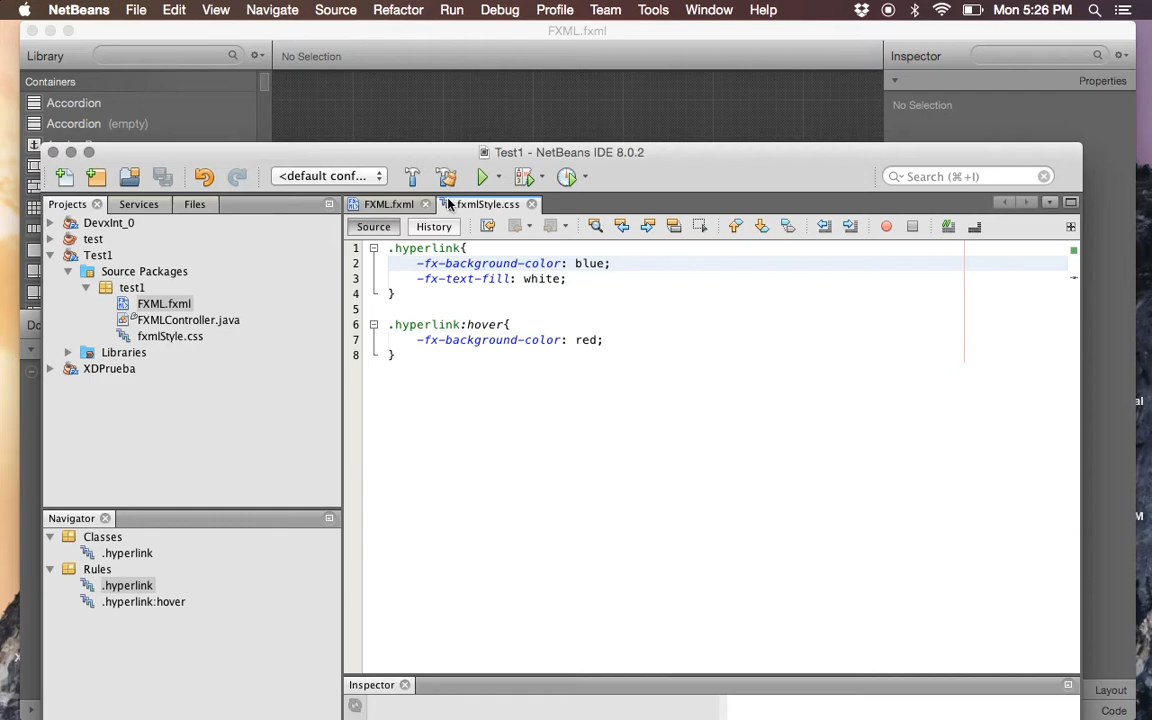 NetBeans File Edit View Navigate Source Refactor Run Debug Profile Team Tools Window Help Mon 5:26 PM
FXML.fxml
Library
No Selection
Inspector
Containers
Properties
Accordion
No Selection
Accordion (empty)
Test1 - NetBeans IDE 8.0.2
<default conf...
Search (⌘+I)
Projects Services Files
FXML.fxml fxmlStyle.css
Source History
DevxInt_0
test
Test1
Source Packages
test1
FXML.fxml
FXMLController.java
fxmlStyle.css
Libraries
XDPrueba
1 .hyperlink{
2 -fx-background-color: blue;
3 -fx-text-fill: white;
4 }
5
6 .hyperlink:hover{
7 -fx-background-color: red;
8 }
Do
Navigator
Classes
.hyperlink
Rules
.hyperlink
.hyperlink:hover
Inspector
Layout
Code